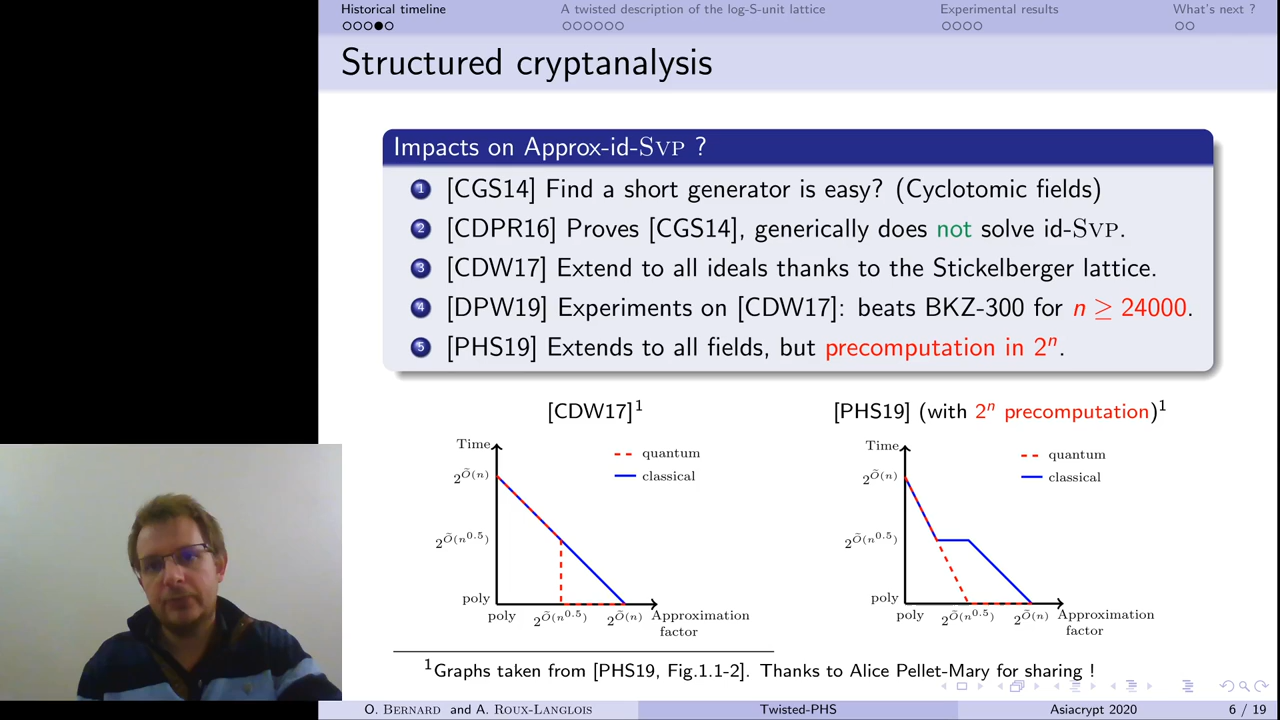 Historical timeline
A twisted description of the log-S-unit lattice
Experimental results
What's next ?
Structured cryptanalysis
Impacts on Approx-id-SVP ?
1 [CGS14] Find a short generator is easy? (Cyclotomic fields)
2 [CDPR16] Proves [CGS14], generically does not solve id-SVP.
3 [CDW17] Extend to all ideals thanks to the Stickelberger lattice.
4 [DPW19] Experiments on [CDW17]: beats BKZ-300 for n ≥ 24000.
5 [PHS19] Extends to all fields, but precomputation in 2ⁿ.
[CDW17]¹
Time
quantum
classical
2^Õ(n)
2^Õ(n^0.5)
poly
poly 2^Õ(n^0.5) 2^Õ(n) Approximation
factor
[PHS19] (with 2ⁿ precomputation)¹
Time
quantum
classical
2^Õ(n)
2^Õ(n^0.5)
poly
poly 2^Õ(n^0.5) 2^Õ(n) Approximation
factor
¹Graphs taken from [PHS19, Fig.1.1-2]. Thanks to Alice Pellet-Mary for sharing !
O. BERNARD and A. ROUX-LANGLOIS
Twisted-PHS
Asiacrypt 2020
6 / 19